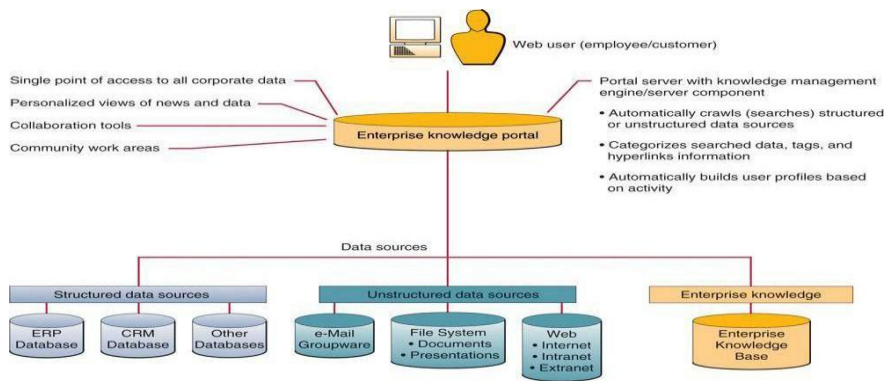 Web user (employee/customer)
Single point of access to all corporate data
Personalized views of news and data
Collaboration tools
Community work areas
Enterprise knowledge portal
Portal server with knowledge management
engine/server component
• Automatically crawls (searches) structured
or unstructured data sources
• Categorizes searched data, tags, and
hyperlinks information
• Automatically builds user profiles based
on activity
Data sources
Structured data sources
Unstructured data sources
Enterprise knowledge
ERP
Database
CRM
Database
Other
Databases
e-Mail
Groupware
File System
• Documents
• Presentations
Web
• Internet
• Intranet
• Extranet
Enterprise
Knowledge
Base